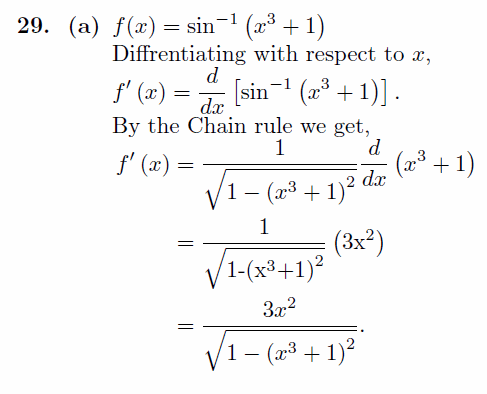 29. (a) f(x) = sin⁻¹ (x³ + 1)
Diffrentiating with respect to x,
f′ (x) = d/dx [sin⁻¹ (x³ + 1)] .
By the Chain rule we get,
f′ (x) = 1/√(1 − (x³ + 1)²) d/dx (x³ + 1)
= 1/√(1-(x³+1)²) (3x²)
= 3x²/√(1 − (x³ + 1)²) .